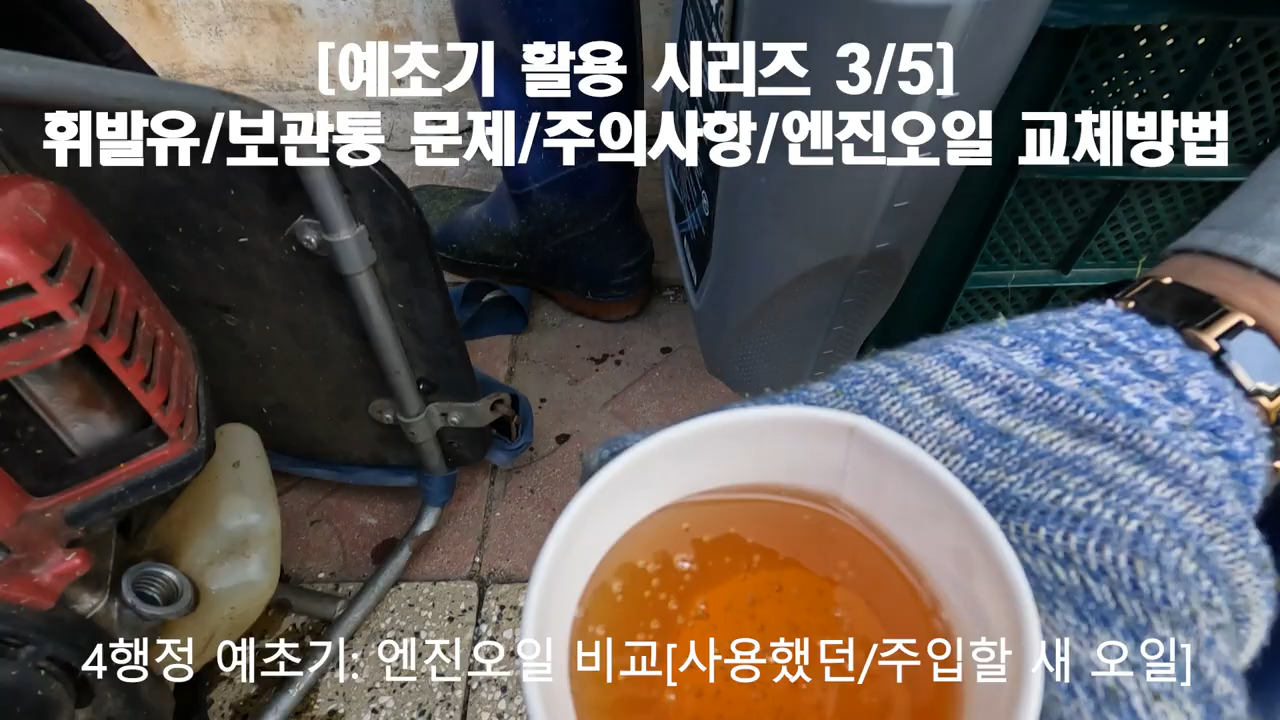 [예초기 활용 시리즈 3/5]
휘발유/보관통 문제/주의사항/엔진오일 교체방법
4행정 예초기: 엔진오일 비교[사용했던/주입할 새 오일]